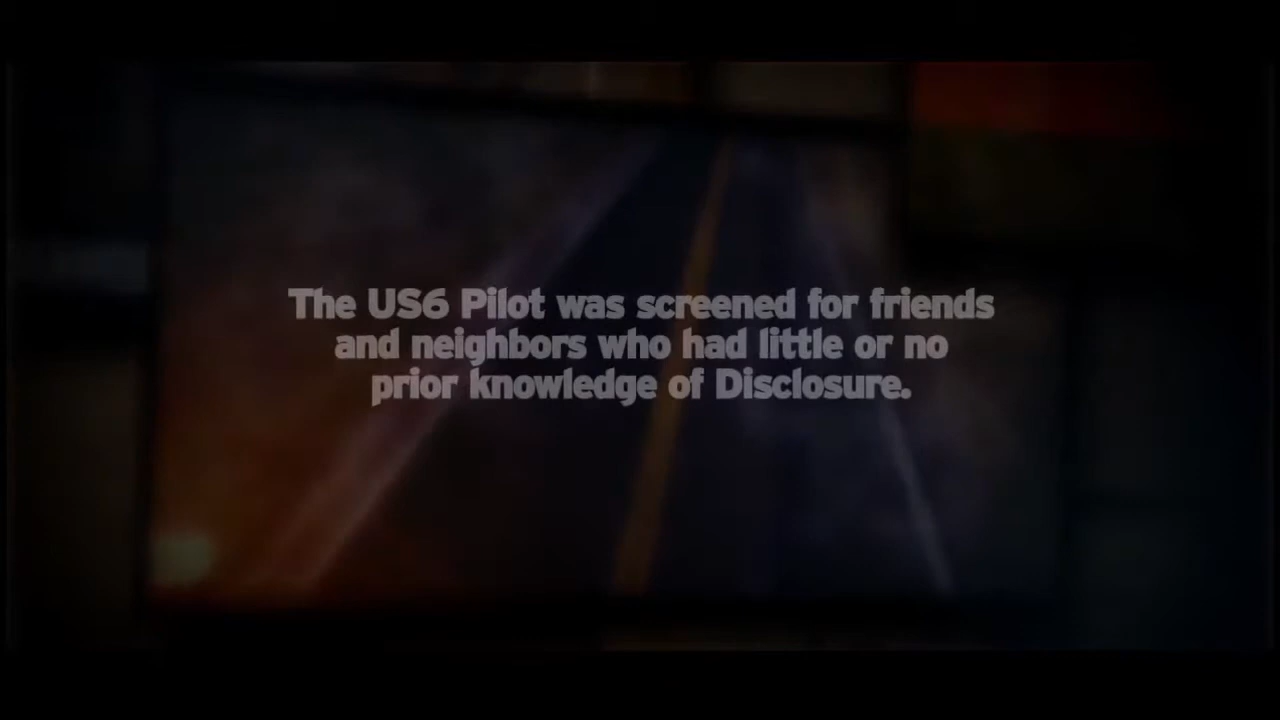 The US6 Pilot was screened for friends
and neighbors who had little or no
prior knowledge of Disclosure.